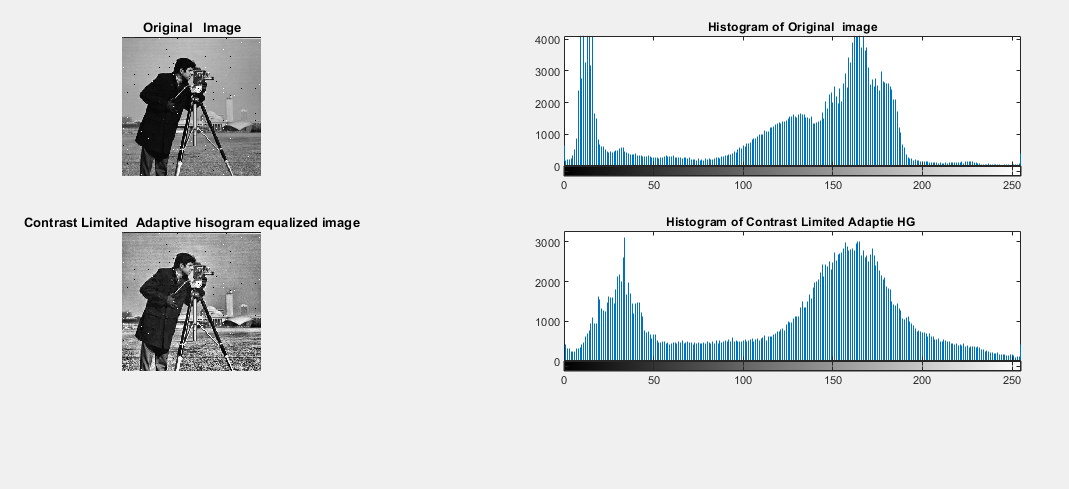 Original Image
Histogram of Original image
4000
3000
2000
1000
0
0 50 100 150 200 250
Contrast Limited Adaptive hisogram equalized image
Histogram of Contrast Limited Adaptie HG
3000
2000
1000
0
0 50 100 150 200 250